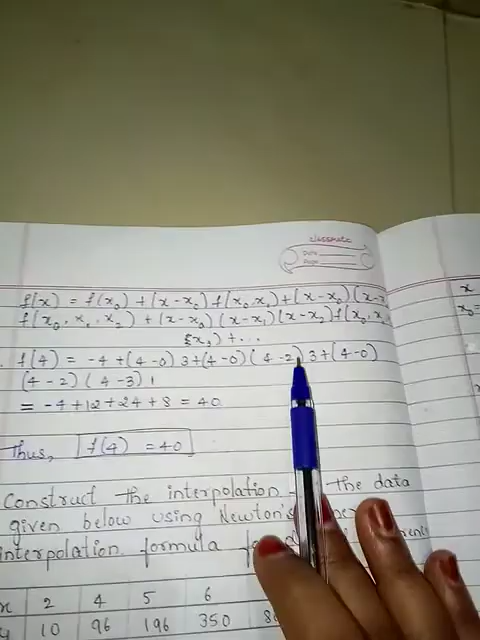 classmate
Date
Page
f(x) = f(x₀) + (x-x₀) f(x₀,x₁) + (x-x₀) (x-x
f(x₀, x₁, x₂) + (x-x₀) (x-x₁) (x-x₂) f(x₀, x₁,
x₃) + ...
f(4) = -4 + (4-0) 3 + (4-0) (4-2) 3 + (4-0)
(4-2) (4-3) 1
= -4 + 12 + 24 + 8 = 40
Thus, f(4) = 40
Construct the interpolation the data
given below using Newton's
interpolation formula
x 2 4 5 6
y 10 96 196 350
x
x₀=